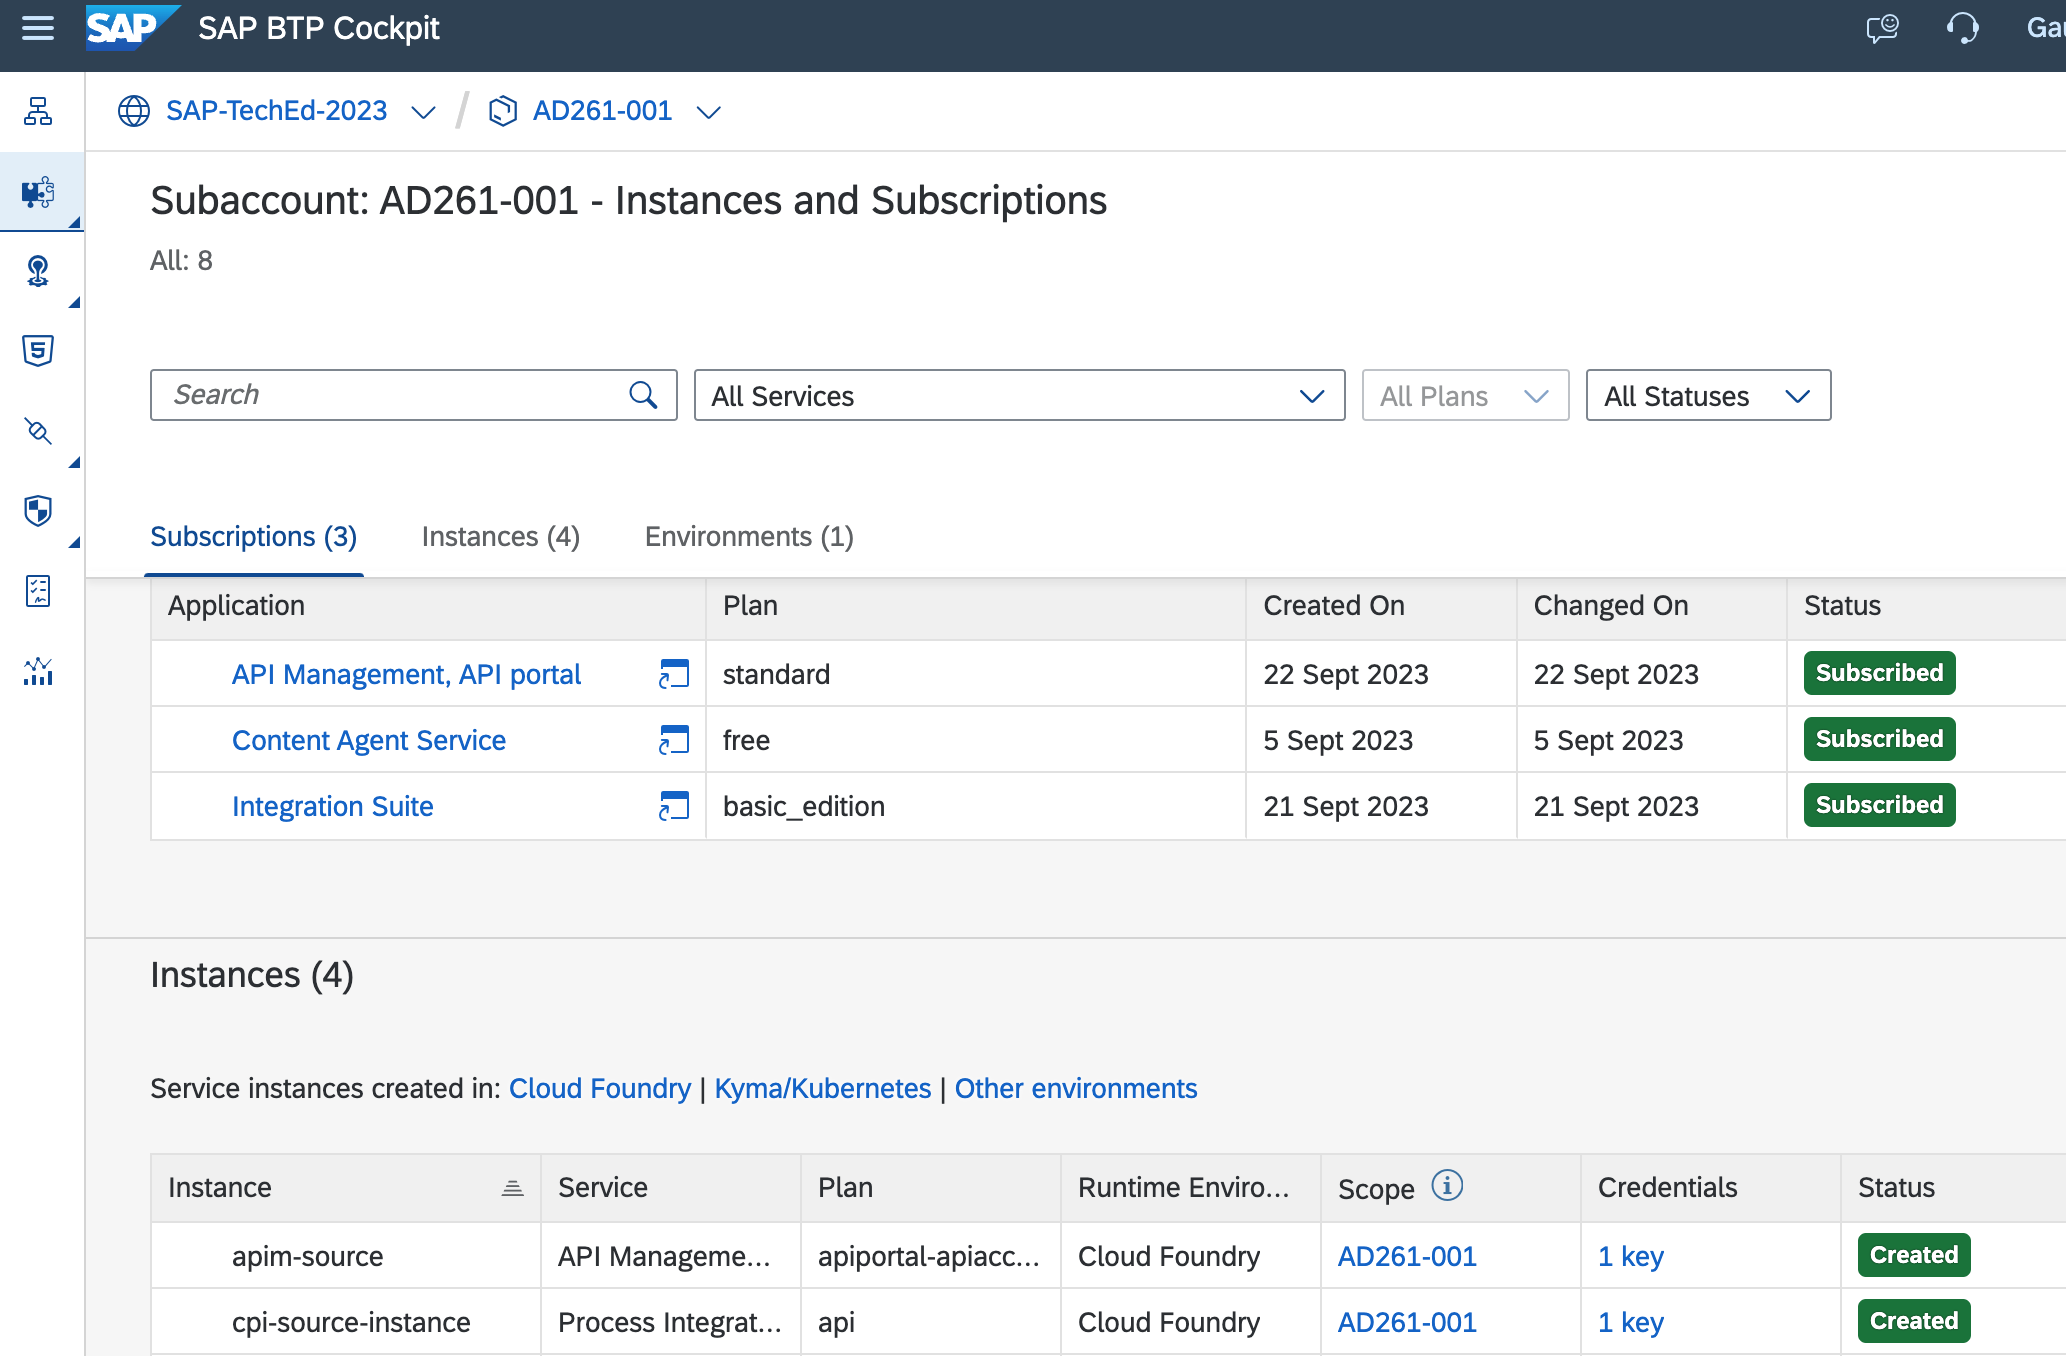 SAP SAP BTP Cockpit Gau
SAP-TechEd-2023 / AD261-001
Subaccount: AD261-001 - Instances and Subscriptions
All: 8
Search All Services All Plans All Statuses
Subscriptions (3) Instances (4) Environments (1)
Application Plan Created On Changed On Status
API Management, API portal standard 22 Sept 2023 22 Sept 2023 Subscribed
Content Agent Service free 5 Sept 2023 5 Sept 2023 Subscribed
Integration Suite basic_edition 21 Sept 2023 21 Sept 2023 Subscribed
Instances (4)
Service instances created in: Cloud Foundry | Kyma/Kubernetes | Other environments
Instance Service Plan Runtime Enviro... Scope Credentials Status
apim-source API Manageme... apiportal-apiacc... Cloud Foundry AD261-001 1 key Created
cpi-source-instance Process Integrat... api Cloud Foundry AD261-001 1 key Created